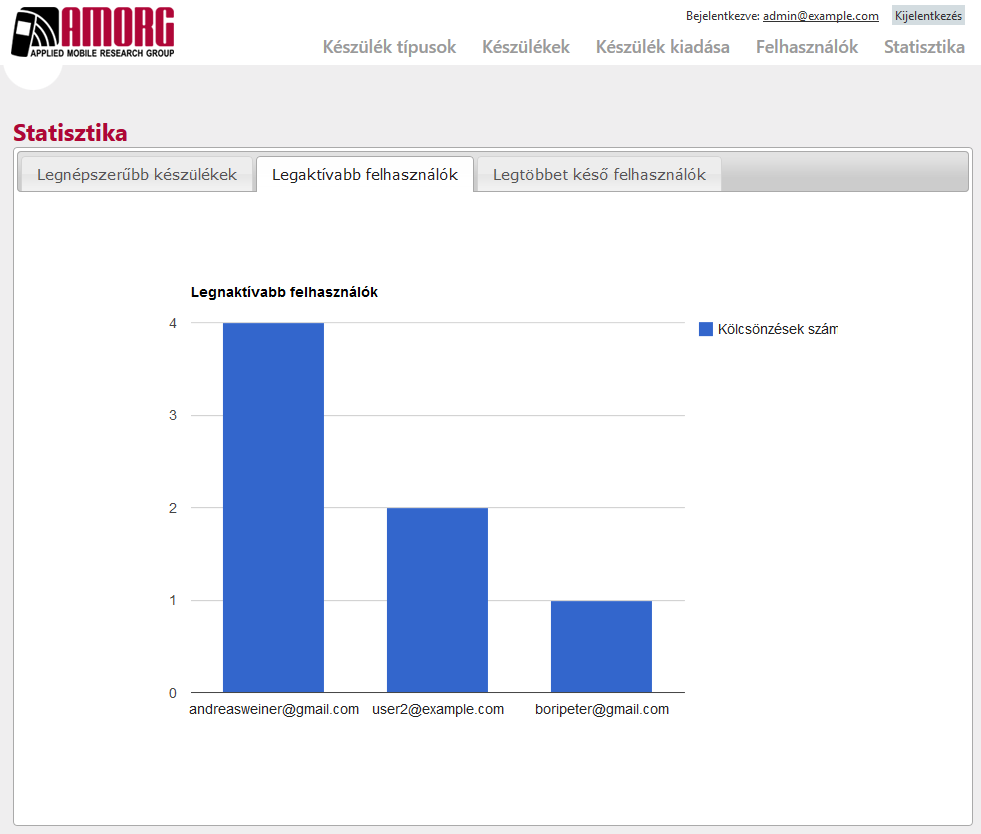 AMORG
APPLIED MOBILE RESEARCH GROUP
Bejelentkezve: admin@example.com Kijelentkezés
Készülék típusok Készülékek Készülék kiadása Felhasználók Statisztika
Statisztika
Legnépszerűbb készülékek Legaktívabb felhasználók Legtöbbet késő felhasználók
Legnaktívabb felhasználók
Kölcsönzések szám
4
3
2
1
0
andreasweiner@gmail.com user2@example.com boripeter@gmail.com